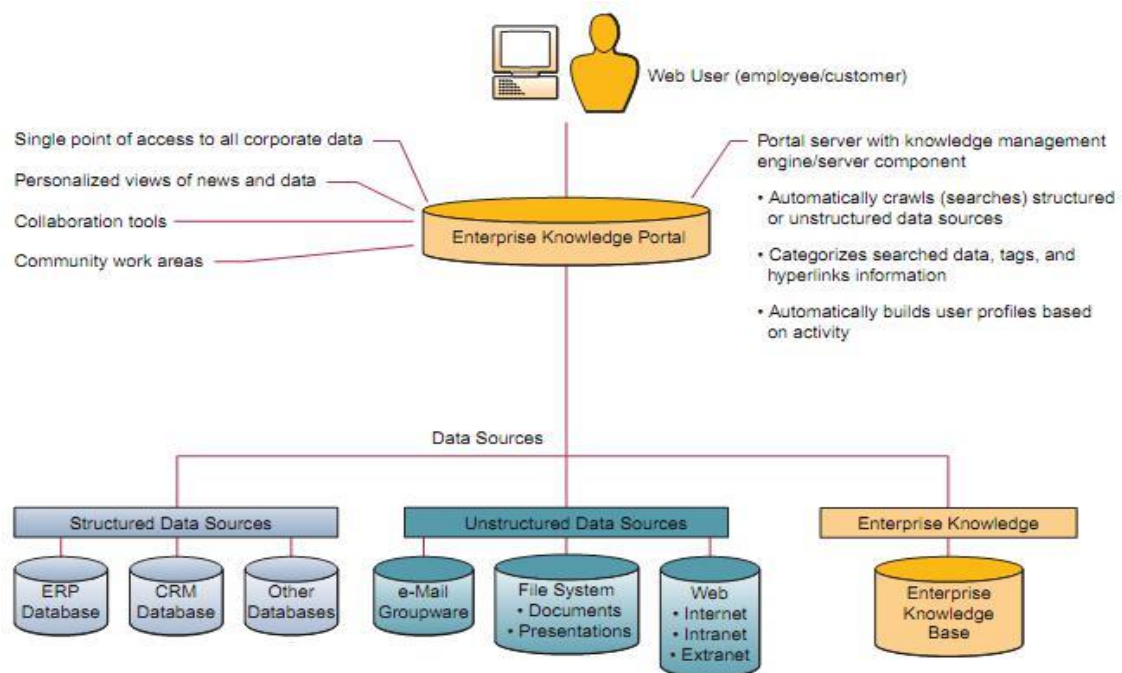 Web User (employee/customer)
Single point of access to all corporate data
Personalized views of news and data
Collaboration tools
Community work areas
Enterprise Knowledge Portal
Portal server with knowledge management
engine/server component
• Automatically crawls (searches) structured
or unstructured data sources
• Categorizes searched data, tags, and
hyperlinks information
• Automatically builds user profiles based
on activity
Data Sources
Structured Data Sources
ERP
Database
CRM
Database
Other
Databases
Unstructured Data Sources
e-Mail
Groupware
File System
• Documents
• Presentations
Web
• Internet
• Intranet
• Extranet
Enterprise Knowledge
Enterprise
Knowledge
Base